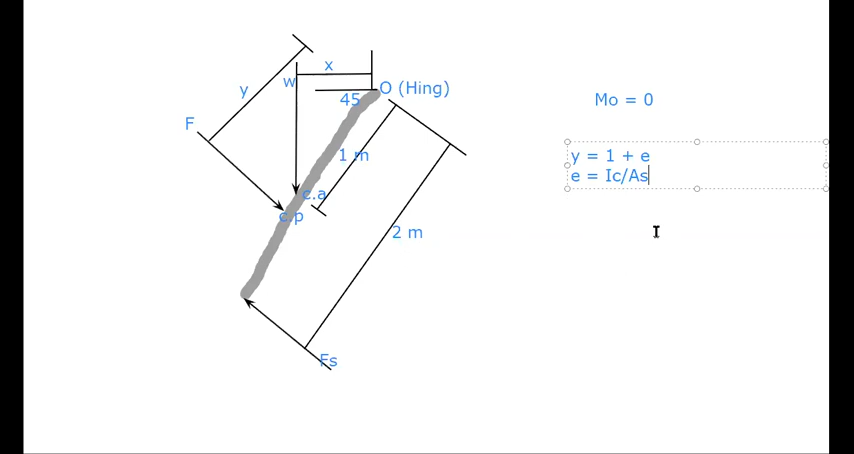 x
w
y
O (Hing)
45
Mo = 0
F
1 m
y = 1 + e
e = Ic/As
c.a
c.p
2 m
Fs